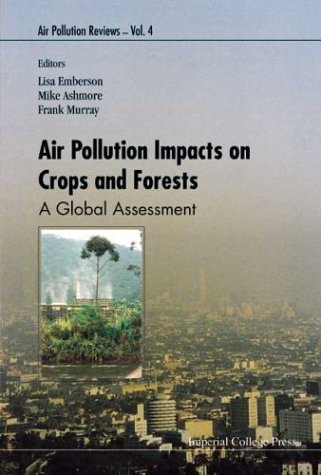 Air Pollution Reviews – Vol. 4
Editors
Lisa Emberson
Mike Ashmore
Frank Murray
Air Pollution Impacts on
Crops and Forests
A Global Assessment
Imperial College Press